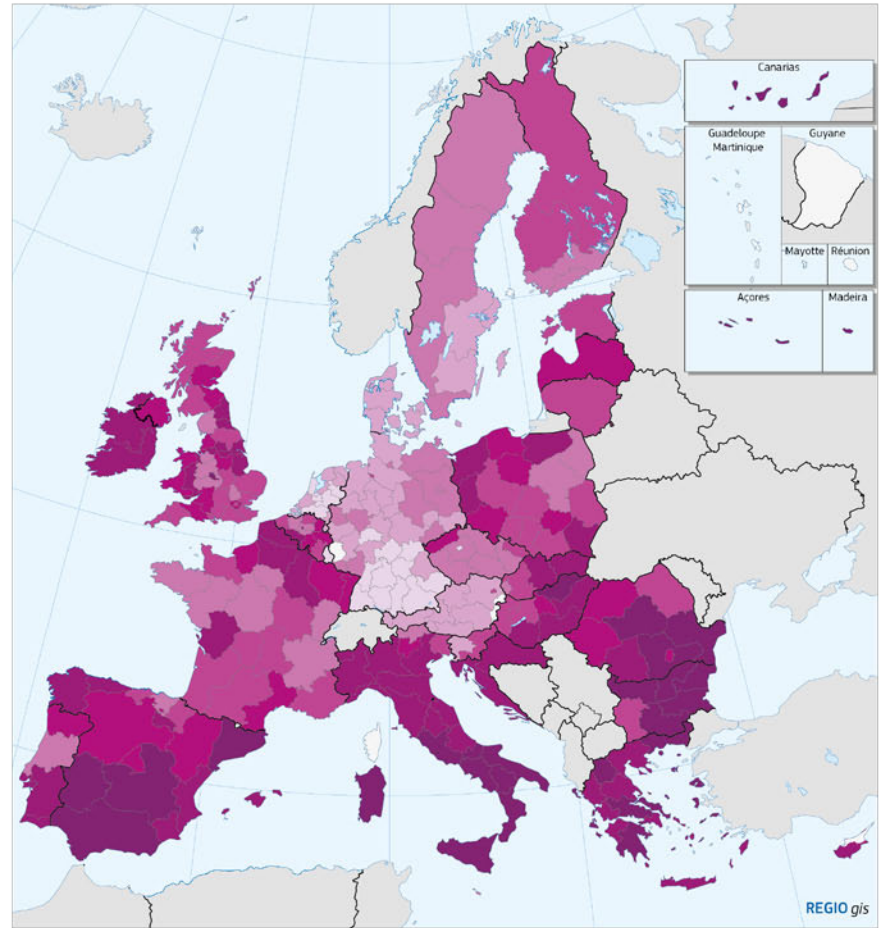 Canarias
Guadeloupe
Martinique
Guyane
Mayotte
Réunion
Açores
Madeira
REGIO gis